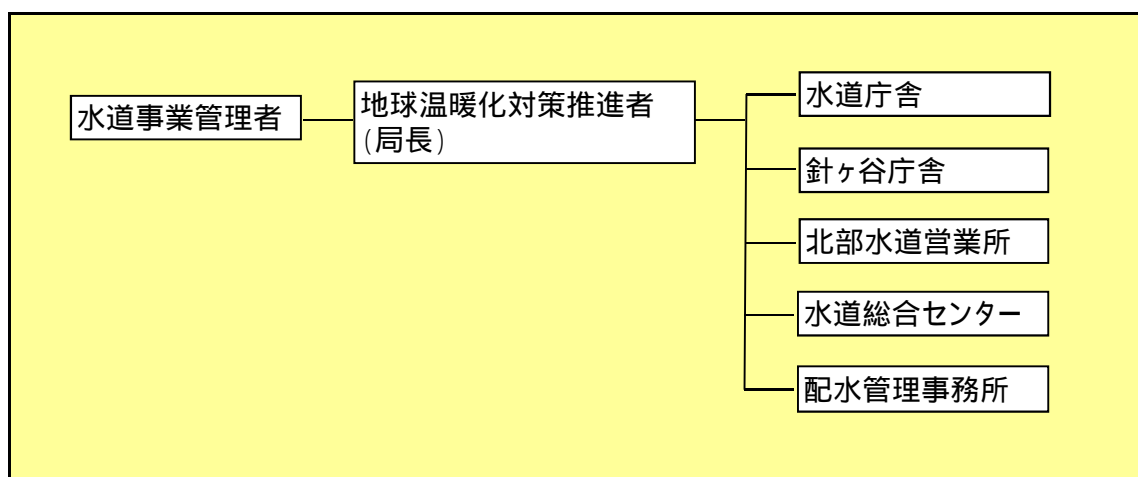 水道事業管理者
地球温暖化対策推進者
(局長)
水道庁舎
針ヶ谷庁舎
北部水道営業所
水道総合センター
配水管理事務所